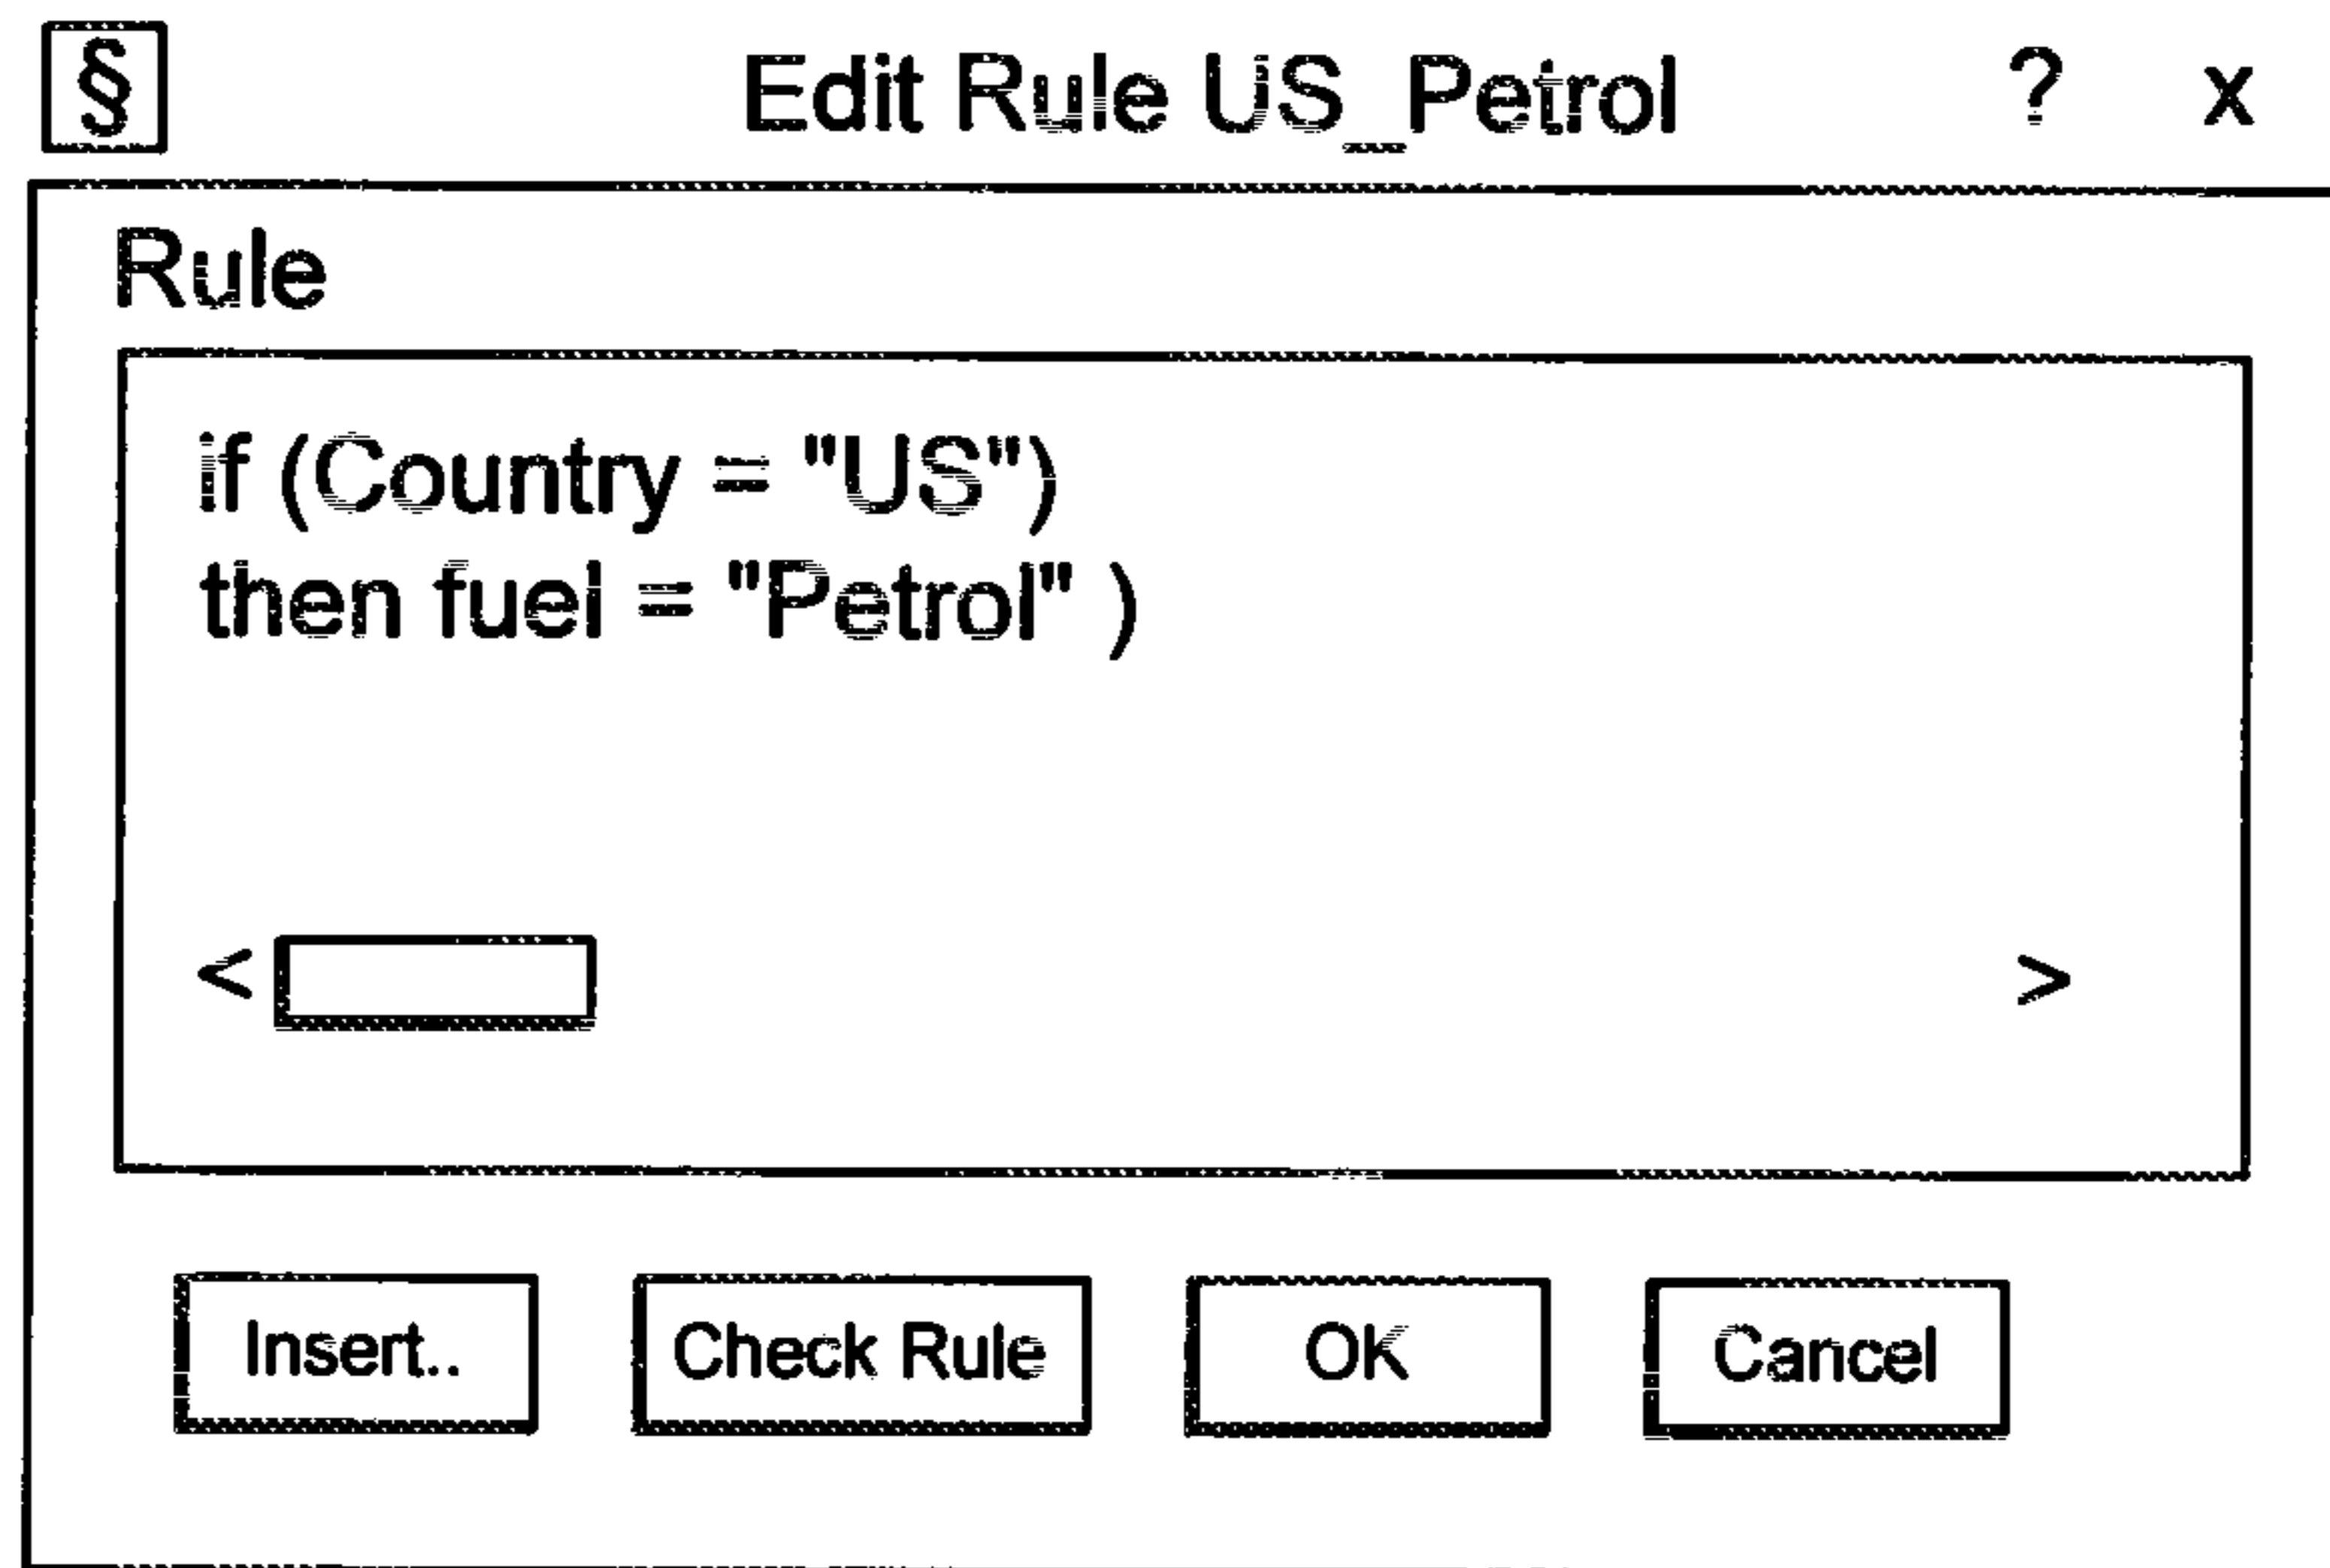 § Edit Rule US_Petrol ? x
Rule
if (Country = "US")
then fuel = "Petrol" )
< >
Insert.. Check Rule OK Cancel